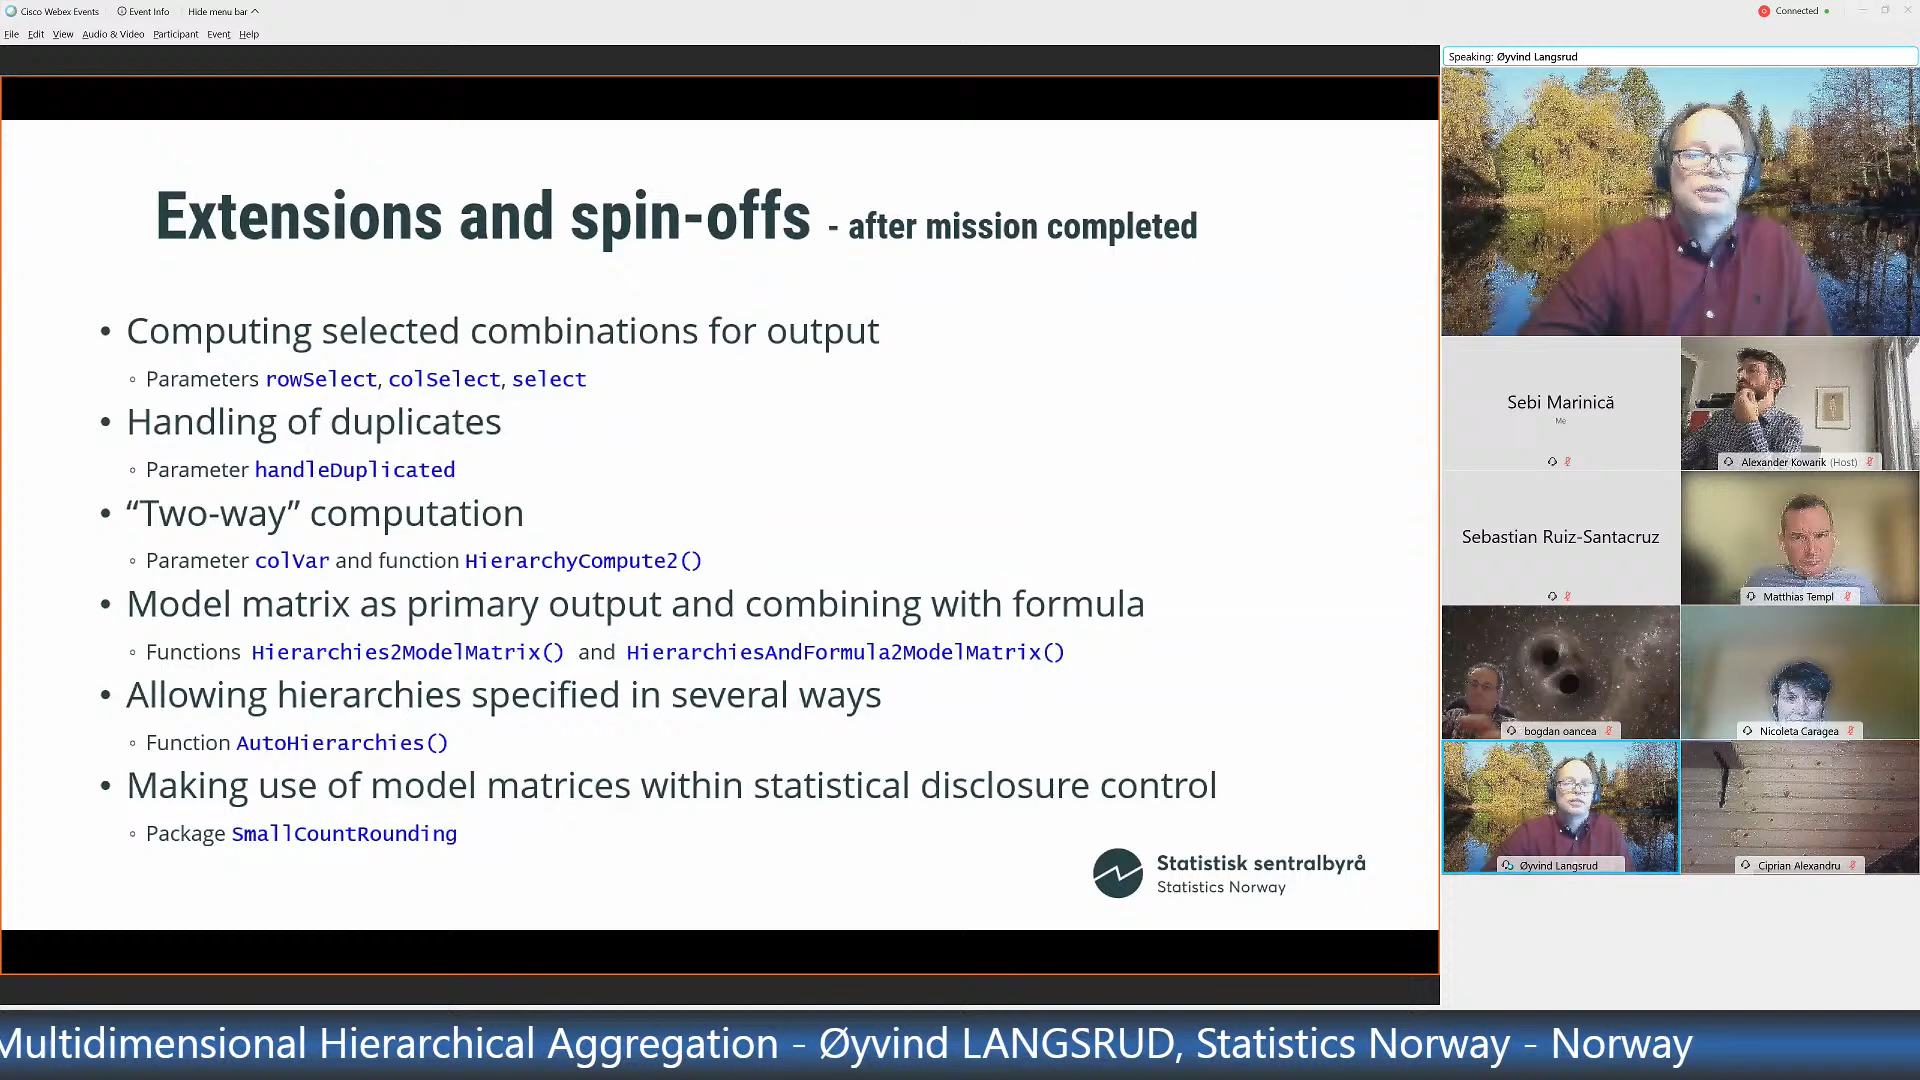 Cisco Webex Events
Event Info
Hide menu bar
Connected
File Edit View Audio & Video Participant Event Help
Speaking: Øyvind Langsrud
Extensions and spin-offs - after mission completed
• Computing selected combinations for output
◦ Parameters rowSelect, colSelect, select
• Handling of duplicates
◦ Parameter handleDuplicated
• “Two-way” computation
◦ Parameter colVar and function HierarchyCompute2()
• Model matrix as primary output and combining with formula
◦ Functions Hierarchies2ModelMatrix() and HierarchiesAndFormula2ModelMatrix()
• Allowing hierarchies specified in several ways
◦ Function AutoHierarchies()
• Making use of model matrices within statistical disclosure control
◦ Package SmallCountRounding
Statistisk sentralbyrå
Statistics Norway
Sebi Marinică
Me
Alexander Kowarik (Host)
Sebastian Ruiz-Santacruz
Matthias Templ
bogdan oancea
Nicoleta Caragea
Øyvind Langsrud
Ciprian Alexandru
Multidimensional Hierarchical Aggregation - Øyvind LANGSRUD, Statistics Norway - Norway